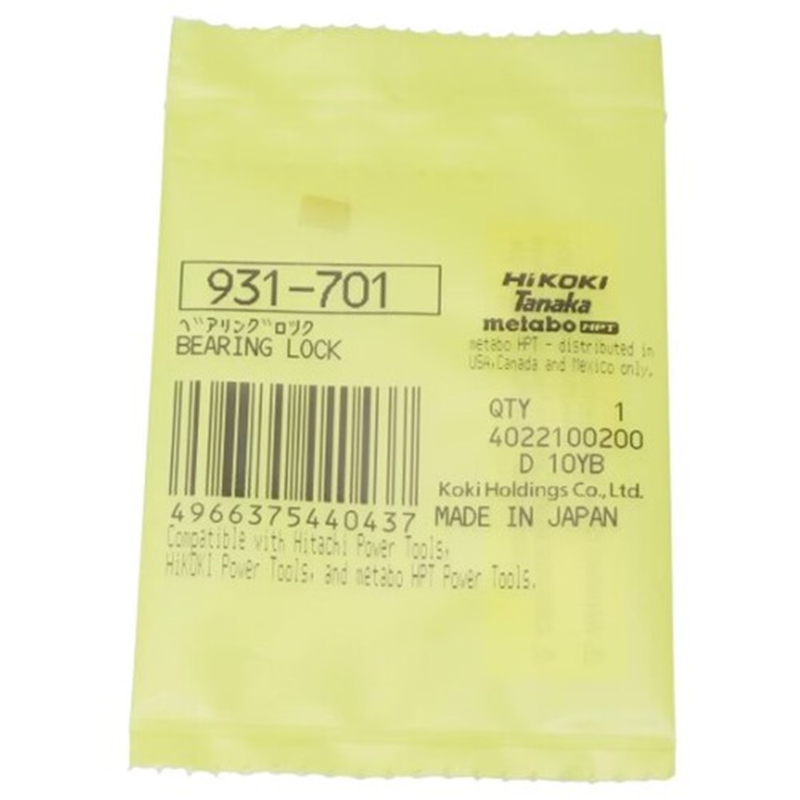 931-701
ベアリングロツク
BEARING LOCK
4966375440437
Compatible with Hitachi Power Tools,
HiKOKI Power Tools, and metabo HPT Power Tools.
HiKOKI
Tanaka
metabo HPT
metabo HPT - distributed in
USA,Canada and Mexico only.
QTY 1
4022100200
D 10YB
Koki Holdings Co.,Ltd.
MADE IN JAPAN